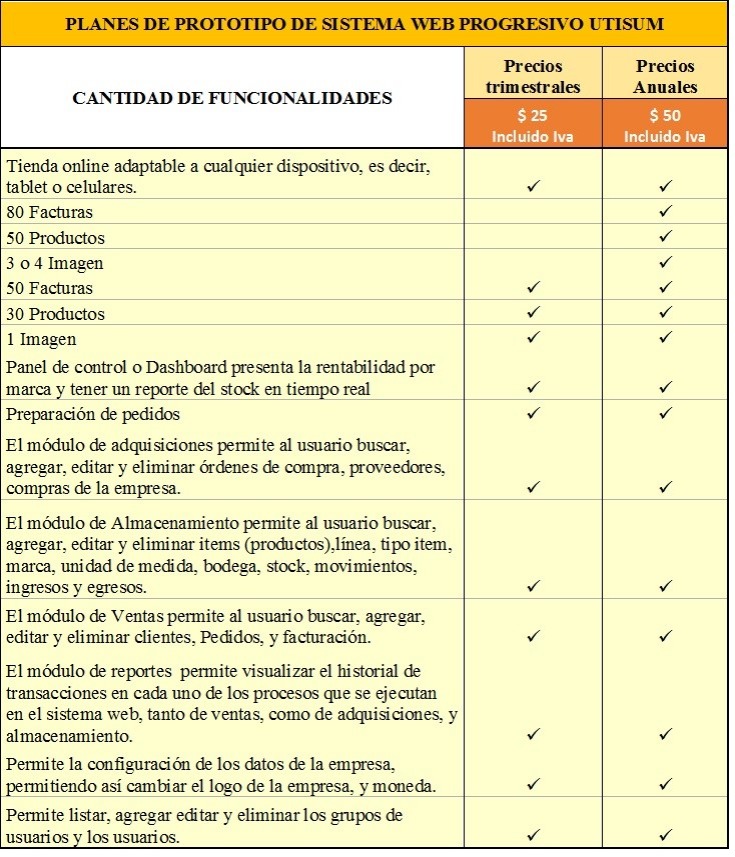 PLANES DE PROTOTIPO DE SISTEMA WEB PROGRESIVO UTISUM
CANTIDAD DE FUNCIONALIDADES
Precios
trimestrales
Precios
Anuales
$ 25
Incluido Iva
$ 50
Incluido Iva
Tienda online adaptable a cualquier dispositivo, es decir,
tablet o celulares. ✓ ✓
80 Facturas ✓
50 Productos ✓
3 o 4 Imagen ✓
50 Facturas ✓ ✓
30 Productos ✓ ✓
1 Imagen ✓ ✓
Panel de control o Dashboard presenta la rentabilidad por
marca y tener un reporte del stock en tiempo real ✓ ✓
Preparación de pedidos ✓ ✓
El módulo de adquisiciones permite al usuario buscar,
agregar, editar y eliminar órdenes de compra, proveedores,
compras de la empresa. ✓ ✓
El módulo de Almacenamiento permite al usuario buscar,
agregar, editar y eliminar items (productos),línea, tipo item,
marca, unidad de medida, bodega, stock, movimientos,
ingresos y egresos. ✓ ✓
El módulo de Ventas permite al usuario buscar, agregar,
editar y eliminar clientes, Pedidos, y facturación. ✓ ✓
El módulo de reportes permite visualizar el historial de
transacciones en cada uno de los procesos que se ejecutan
en el sistema web, tanto de ventas, como de adquisiciones, y
almacenamiento. ✓ ✓
Permite la configuración de los datos de la empresa,
permitiendo así cambiar el logo de la empresa, y moneda. ✓ ✓
Permite listar, agregar editar y eliminar los grupos de
usuarios y los usuarios. ✓ ✓